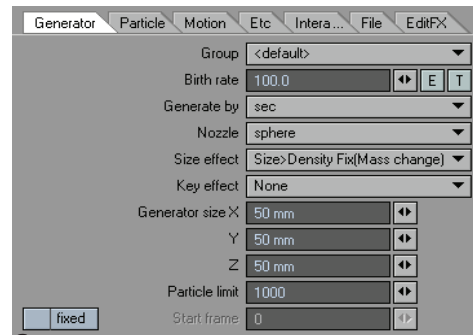 Generator Particle Motion Etc Intera... File EditFX
Group <default>
Birth rate 100.0 E T
Generate by sec
Nozzle sphere
Size effect Size>Density Fix(Mass change)
Key effect None
Generator size X 50 mm
Y 50 mm
Z 50 mm
Particle limit 1000
fixed Start frame 0